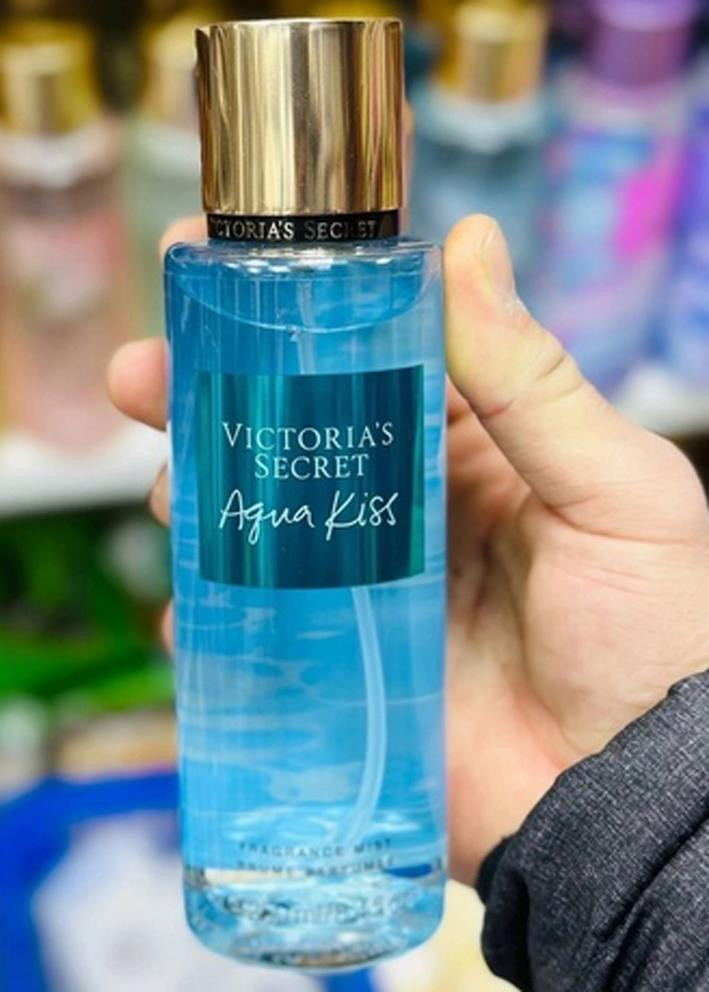 VICTORIA'S SECRET
VICTORIA'S
SECRET
Aqua Kiss
FRAGRANCE MIST
BRUME PARFUMÉE